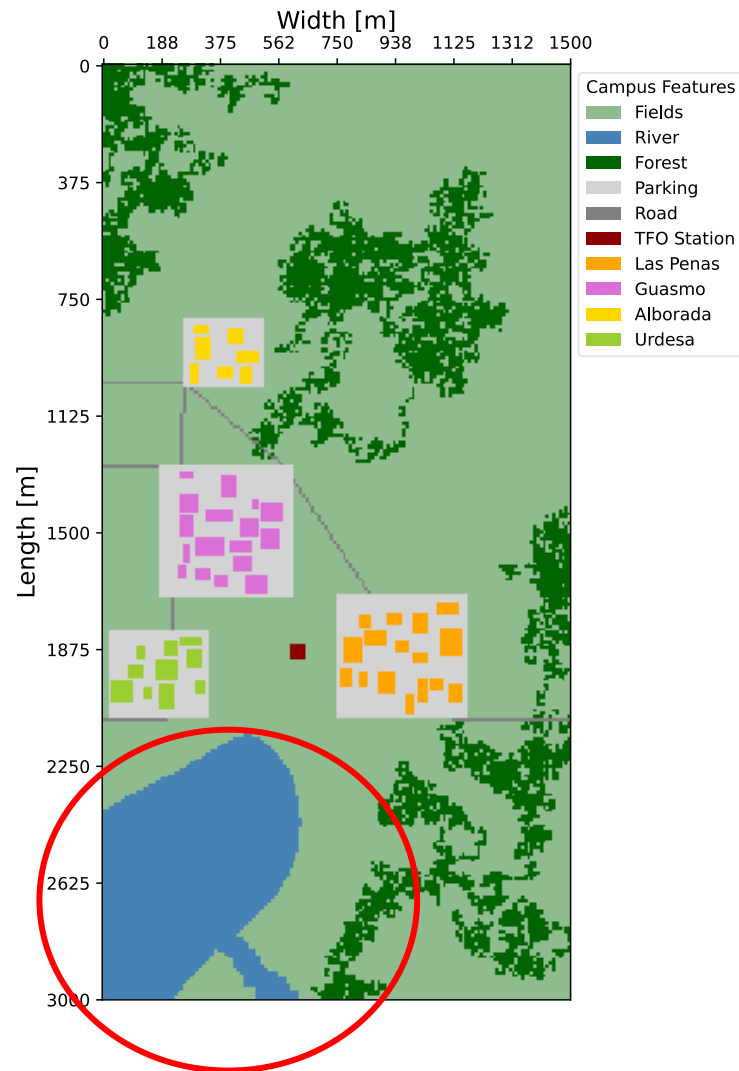 Width [m]
0 188 375 562 750 938 1125 1312 1500
0
375
750
1125
1500
1875
2250
2625
3000
Length [m]
Campus Features
Fields
River
Forest
Parking
Road
TFO Station
Las Penas
Guasmo
Alborada
Urdesa